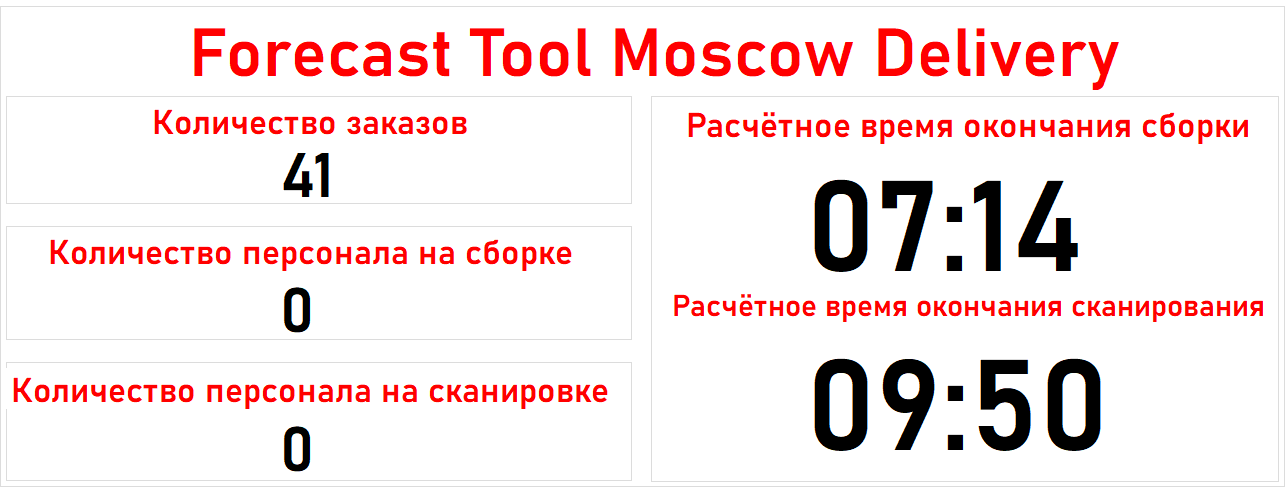 Forecast Tool Moscow Delivery
Количество заказов
41
Количество персонала на сборке
0
Количество персонала на сканировке
0
Расчётное время окончания сборки
07:14
Расчётное время окончания сканирования
09:50